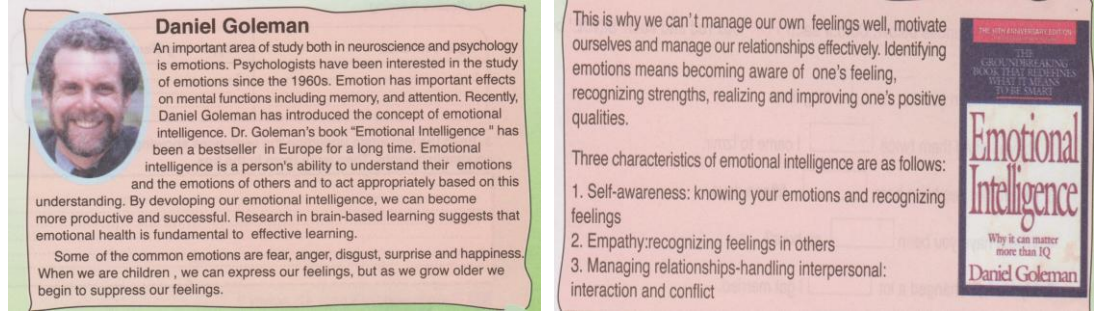 Daniel Goleman
An important area of study both in neuroscience and psychology
is emotions. Psychologists have been interested in the study
of emotions since the 1960s. Emotion has important effects
on mental functions including memory, and attention. Recently,
Daniel Goleman has introduced the concept of emotional
intelligence. Dr. Goleman's book "Emotional Intelligence " has
been a bestseller in Europe for a long time. Emotional
intelligence is a person's ability to understand their emotions
and the emotions of others and to act appropriately based on this
understanding. By devoloping our emotional intelligence, we can become
more productive and successful. Research in brain-based learning suggests that
emotional health is fundamental to effective learning.
Some of the common emotions are fear, anger, disgust, surprise and happiness.
When we are children , we can express our feelings, but as we grow older we
begin to suppress our feelings.
This is why we can't manage our own feelings well, motivate
ourselves and manage our relationships effectively. Identifying
emotions means becoming aware of one's feeling,
recognizing strengths, realizing and improving one's positive
qualities.
Three characteristics of emotional intelligence are as follows:
1. Self-awareness: knowing your emotions and recognizing
feelings
2. Empathy:recognizing feelings in others
3. Managing relationships-handling interpersonal:
interaction and conflict
THE 10TH ANNIVERSARY EDITION
THE
GROUNDBREAKING
BOOK THAT REDEFINES
WHAT IT MEANS
TO BE SMART
Emotional
Intelligence
Why it can matter
more than IQ
Daniel Goleman